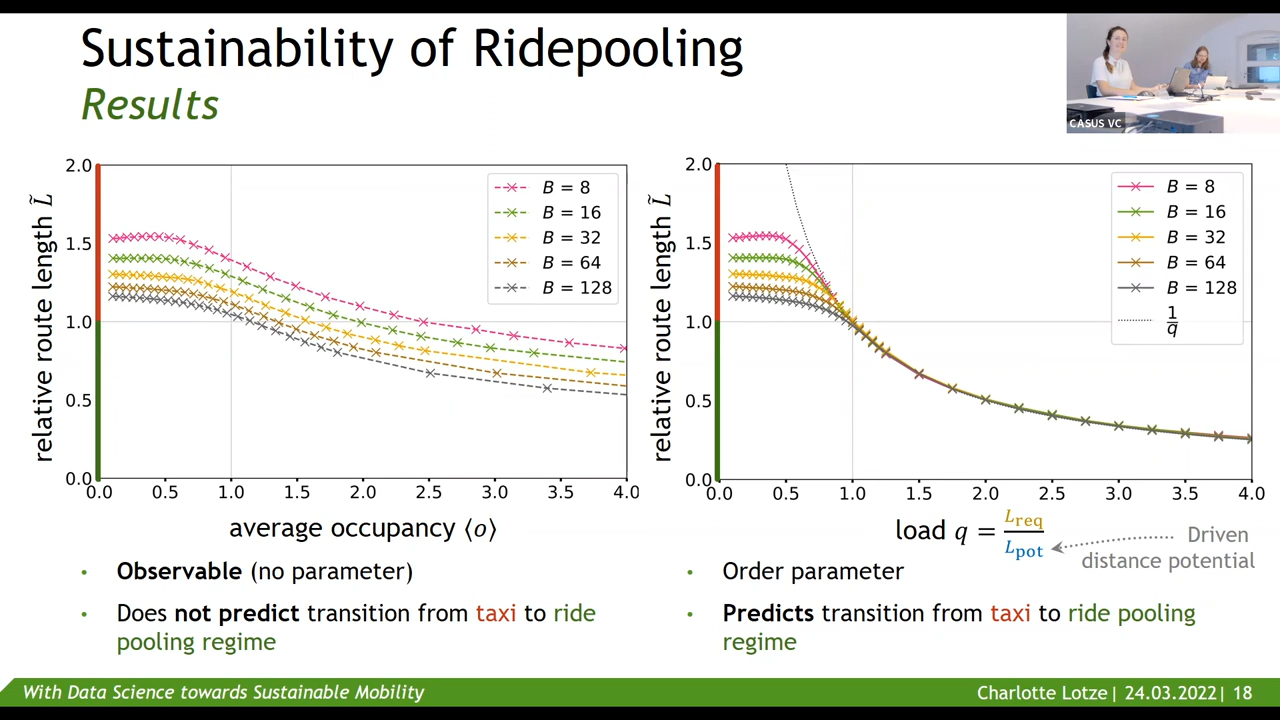 Sustainability of Ridepooling
Results
CASUS VC
relative route length L̃
2.0
1.5
1.0
0.5
0.0
B = 8
B = 16
B = 32
B = 64
B = 128
0.0 0.5 1.0 1.5 2.0 2.5 3.0 3.5 4.0
average occupancy ⟨o⟩
• Observable (no parameter)
• Does not predict transition from taxi to ride
pooling regime
relative route length L̃
2.0
1.5
1.0
0.5
0.0
B = 8
B = 16
B = 32
B = 64
B = 128
1/q
0.0 0.5 1.0 1.5 2.0 2.5 3.0 3.5 4.0
load q = L_req / L_pot
Driven
distance potential
• Order parameter
• Predicts transition from taxi to ride pooling
regime
With Data Science towards Sustainable Mobility
Charlotte Lotze| 24.03.2022| 18